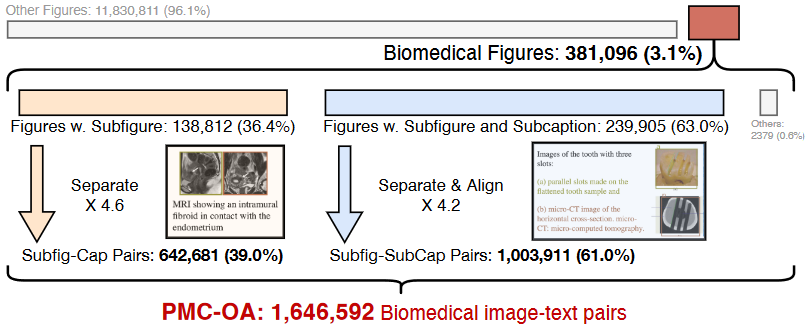 Other Figures: 11,830,811 (96.1%)
Biomedical Figures: 381,096 (3.1%)
Figures w. Subfigure: 138,812 (36.4%)
Figures w. Subfigure and Subcaption: 239,905 (63.0%)
Others:
2379 (0.6%)
Separate
X 4.6
MRI showing an intramural
fibroid in contact with the
endometrium
Separate & Align
X 4.2
Images of the tooth with three
slots:
(a) parallel slots made on the
flattened tooth sample and
(b) micro-CT image of the
horizontal cross-section. micro-
CT: micro-computed tomography.
Subfig-Cap Pairs: 642,681 (39.0%)
Subfig-SubCap Pairs: 1,003,911 (61.0%)
PMC-OA: 1,646,592 Biomedical image-text pairs